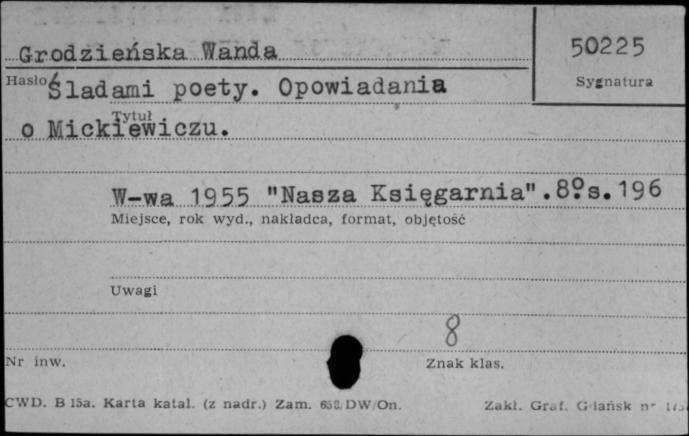 Grodzieńska Wanda
50225
Hasło
Sygnatura
Śladami poety. Opowiadania
Tytuł
o Mickiewiczu.
W-wa 1955 "Nasza Księgarnia".8º s.196
Miejsce, rok wyd., nakładca, format, objętość
Uwagi
8
Nr inw.
Znak klas.
CWD. B 15a. Karta katal. (z nadr.) Zam. DW/On.
Zakł. Graf. Gdańsk